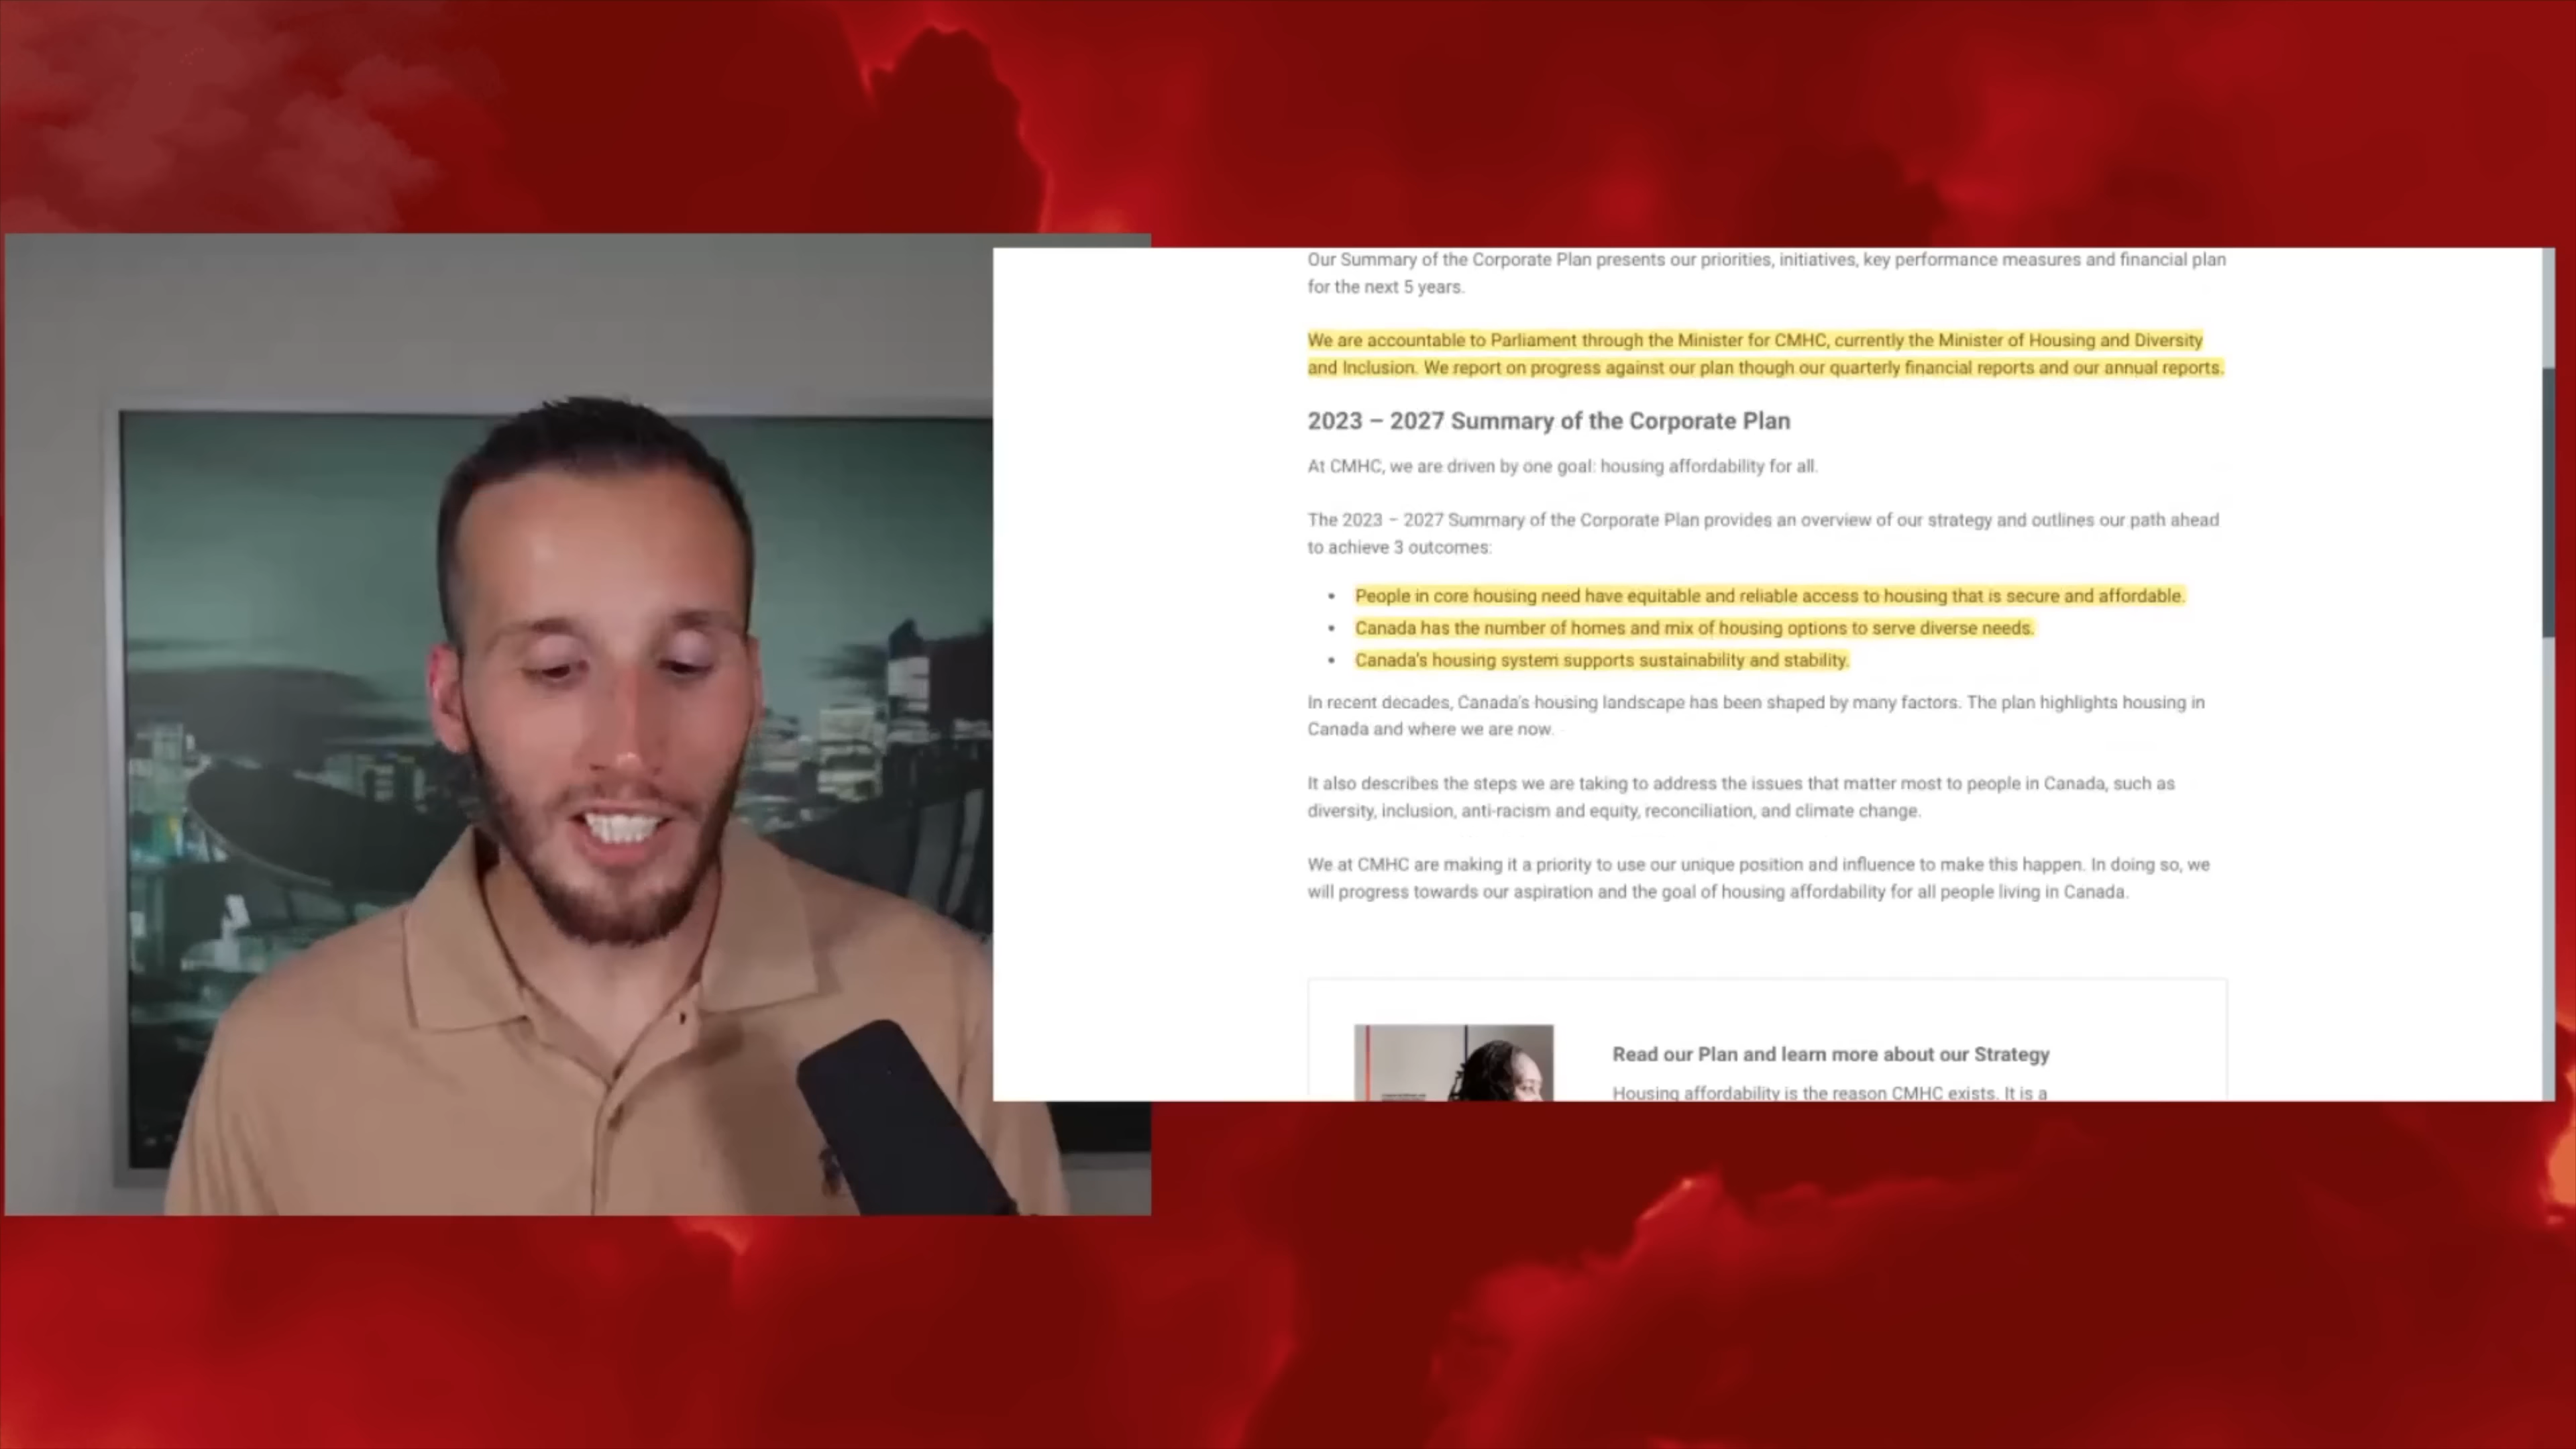 Our Summary of the Corporate Plan presents our priorities, initiatives, key performance measures and financial plan
for the next 5 years.
We are accountable to Parliament through the Minister for CMHC, currently the Minister of Housing and Diversity
and Inclusion. We report on progress against our plan though our quarterly financial reports and our annual reports.
2023 – 2027 Summary of the Corporate Plan
At CMHC, we are driven by one goal: housing affordability for all.
The 2023 – 2027 Summary of the Corporate Plan provides an overview of our strategy and outlines our path ahead
to achieve 3 outcomes:
• People in core housing need have equitable and reliable access to housing that is secure and affordable.
• Canada has the number of homes and mix of housing options to serve diverse needs.
• Canada's housing system supports sustainability and stability.
In recent decades, Canada's housing landscape has been shaped by many factors. The plan highlights housing in
Canada and where we are now.
It also describes the steps we are taking to address the issues that matter most to people in Canada, such as
diversity, inclusion, anti-racism and equity, reconciliation, and climate change.
We at CMHC are making it a priority to use our unique position and influence to make this happen. In doing so, we
will progress towards our aspiration and the goal of housing affordability for all people living in Canada.
Read our Plan and learn more about our Strategy
Housing affordability is the reason CMHC exists. It is a